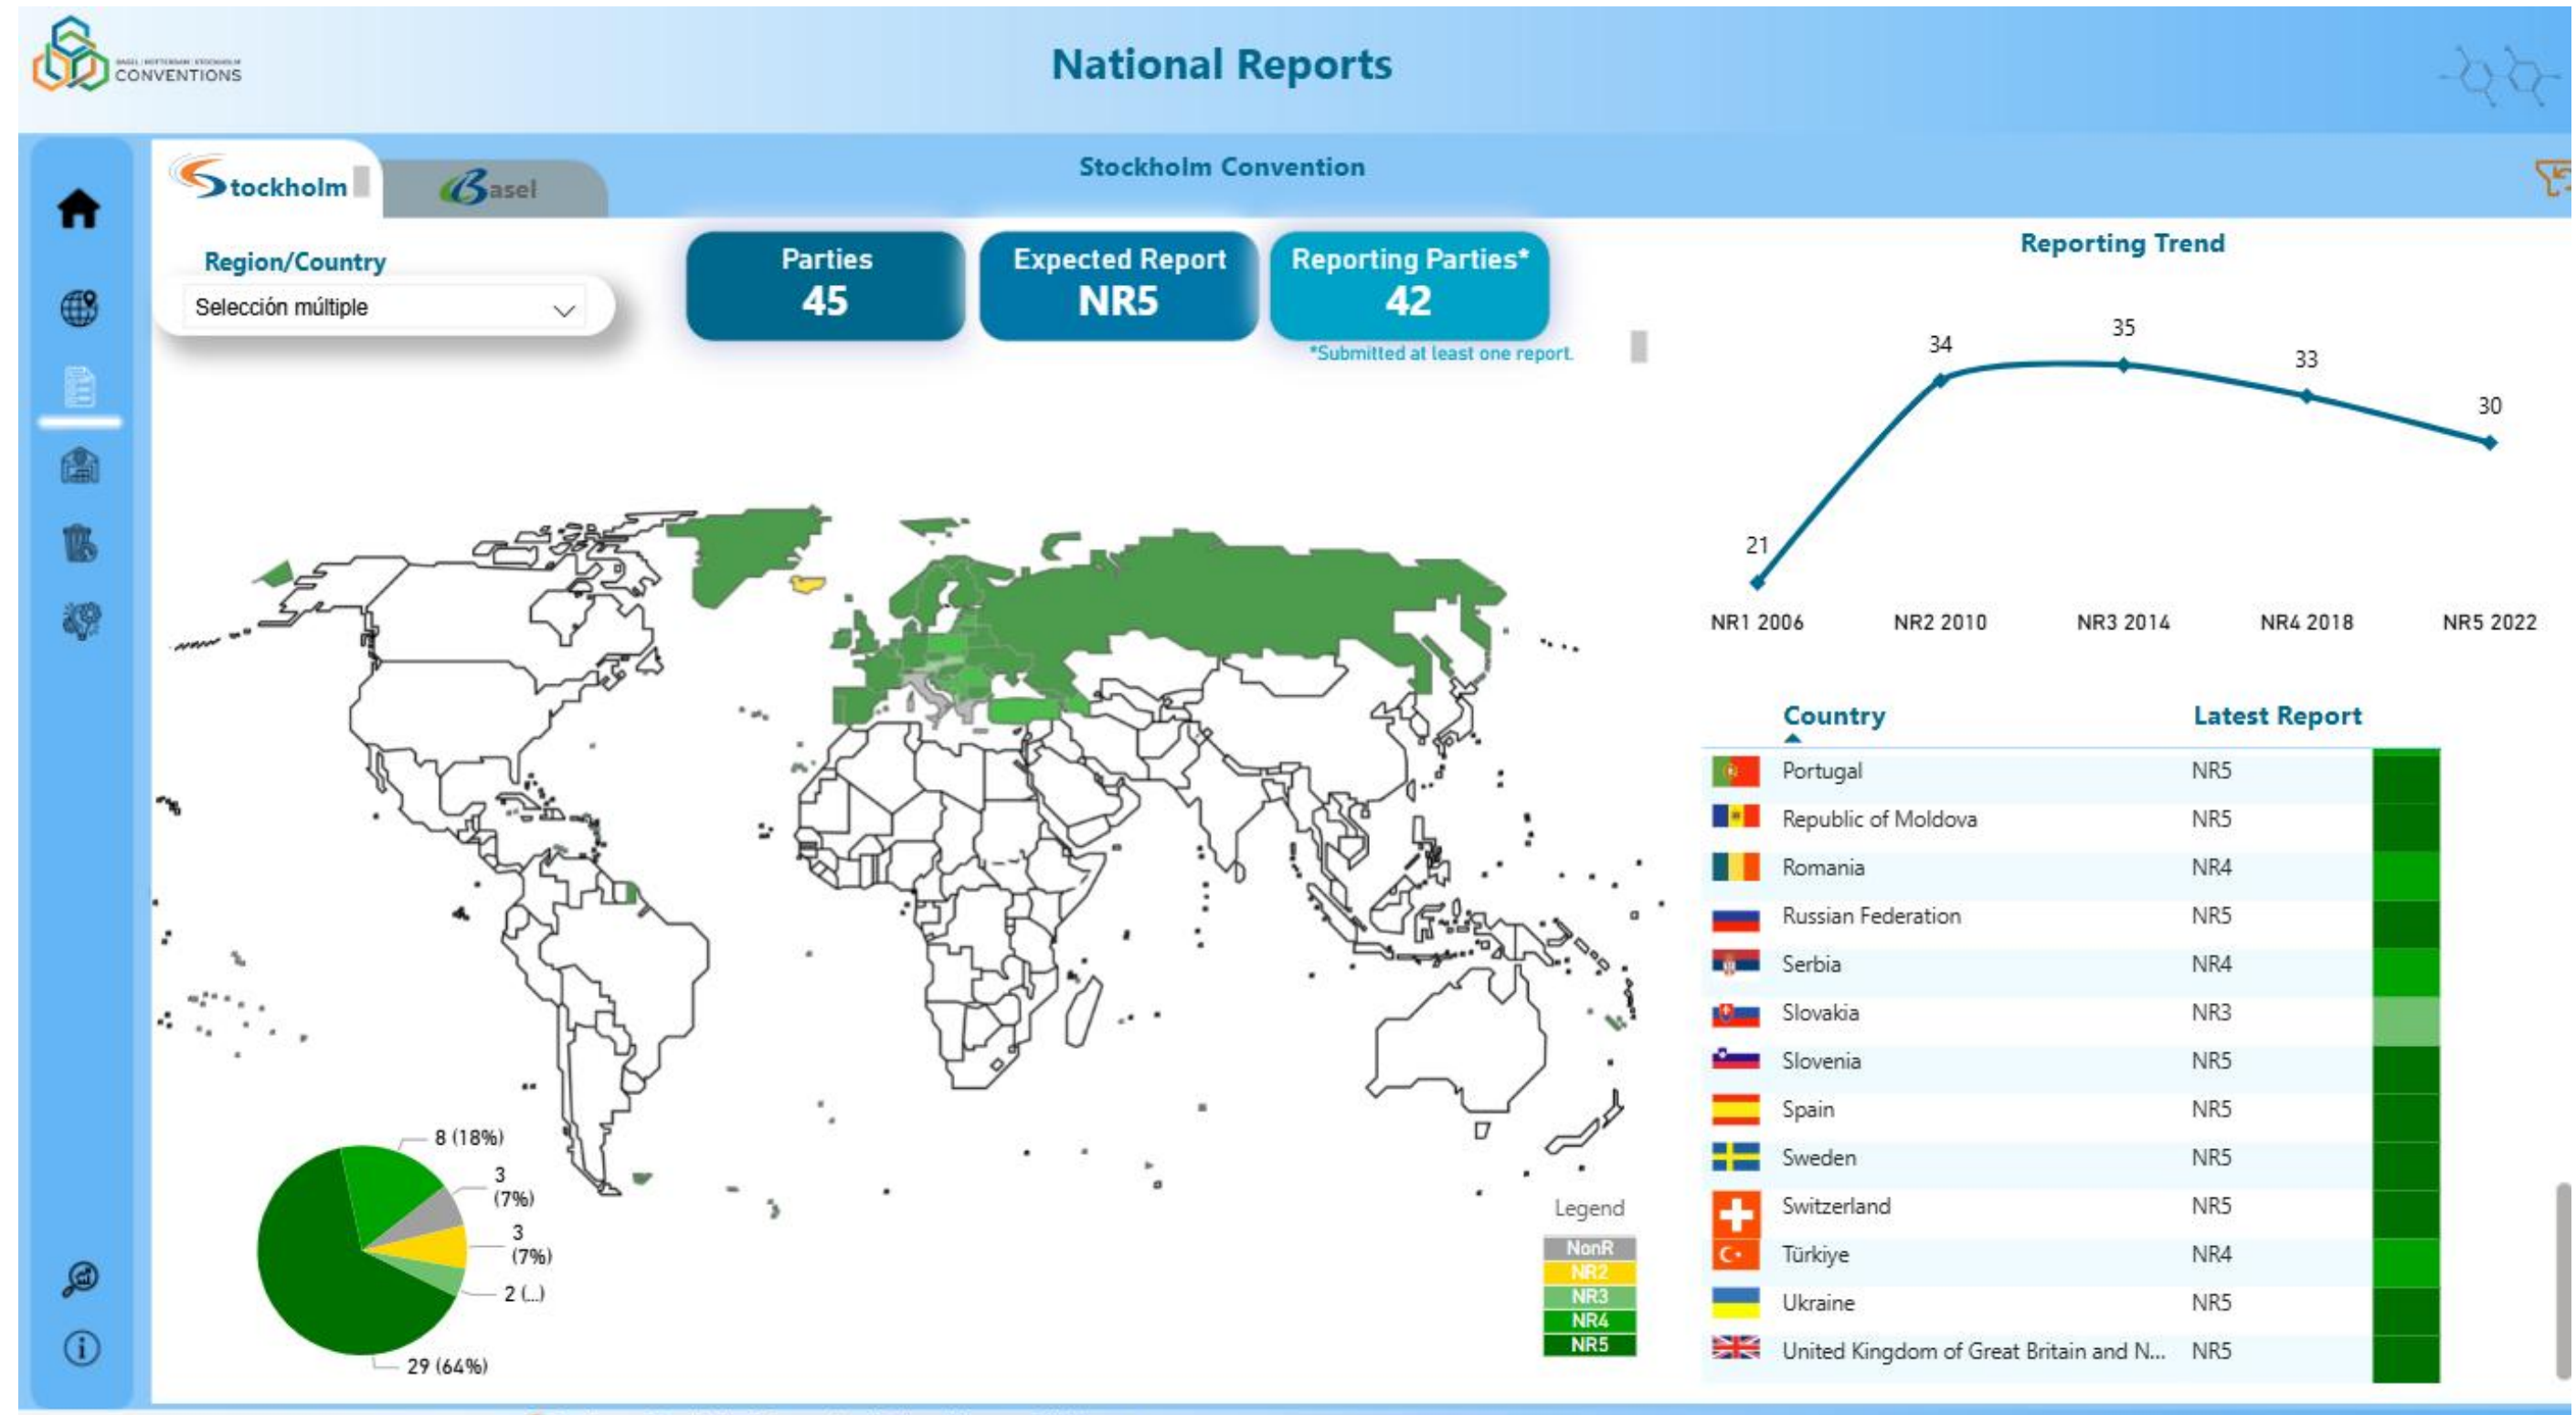 BASEL | ROTTERDAM | STOCKHOLM
CONVENTIONS
National Reports
Stockholm
Basel
Stockholm Convention
Region/Country
Selección múltiple
Parties
45
Expected Report
NR5
Reporting Parties*
42
*Submitted at least one report.
Reporting Trend
21
34
35
33
30
NR1 2006
NR2 2010
NR3 2014
NR4 2018
NR5 2022
Country Latest Report
Portugal NR5
Republic of Moldova NR5
Romania NR4
Russian Federation NR5
Serbia NR4
Slovakia NR3
Slovenia NR5
Spain NR5
Sweden NR5
Switzerland NR5
Türkiye NR4
Ukraine NR5
United Kingdom of Great Britain and N... NR5
8 (18%)
3
(7%)
3
(7%)
2 (...)
29 (64%)
Legend
NonR
NR2
NR3
NR4
NR5